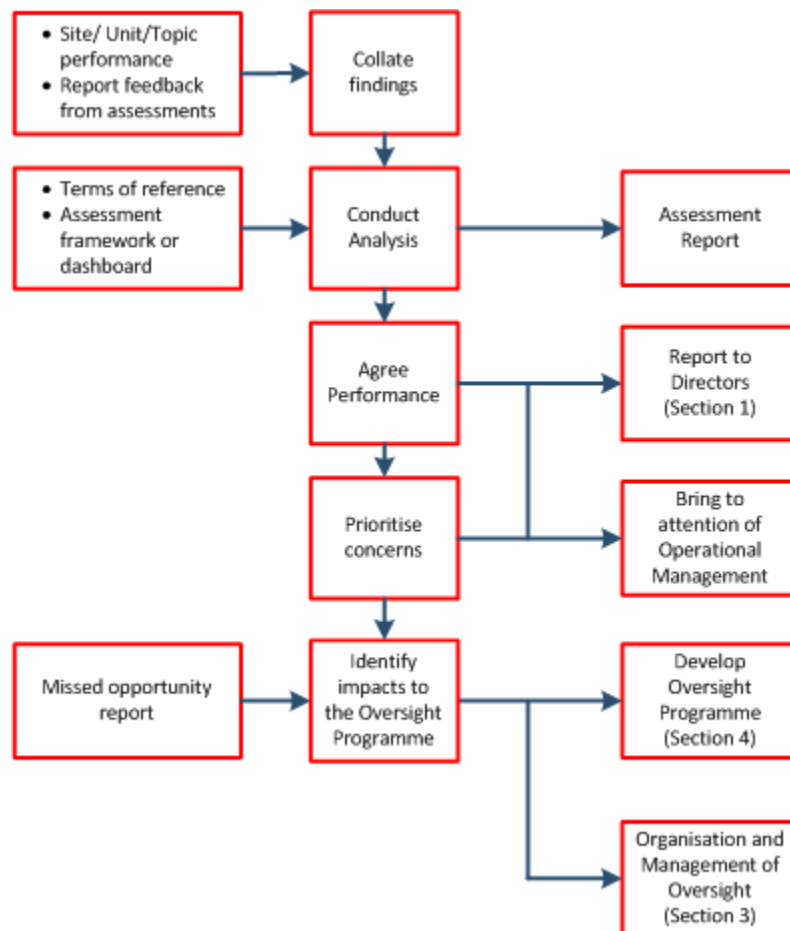 • Site/ Unit/Topic
performance
• Report feedback
from assessments
Collate
findings
• Terms of reference
• Assessment
framework or
dashboard
Conduct
Analysis
Assessment
Report
Agree
Performance
Report to
Directors
(Section 1)
Prioritise
concerns
Bring to
attention of
Operational
Management
Missed opportunity
report
Identify
impacts to
the Oversight
Programme
Develop
Oversight
Programme
(Section 4)
Organisation and
Management of
Oversight
(Section 3)